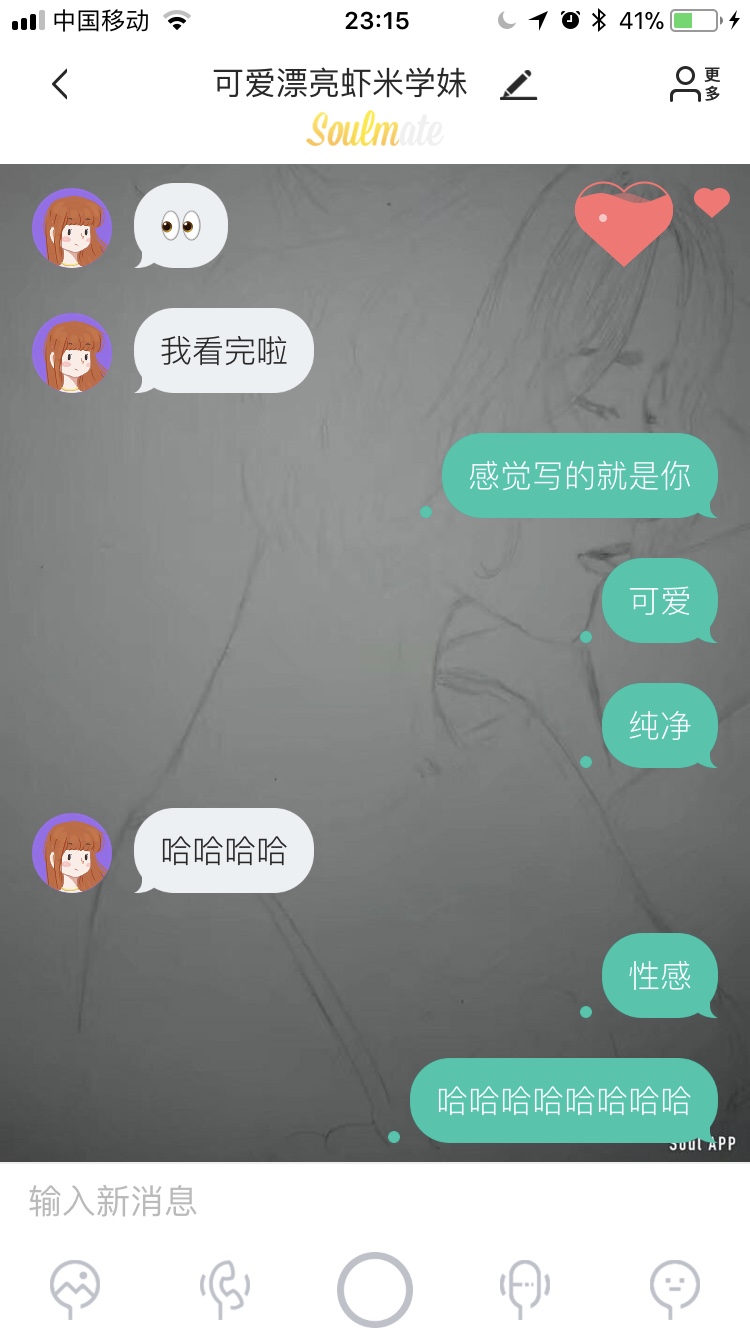 中国移动
23:15
41%
可爱漂亮虾米学妹
更多
Soulmate
👀
我看完啦
感觉写的就是你
可爱
纯净
哈哈哈哈
性感
哈哈哈哈哈哈哈哈
Soul APP
输入新消息